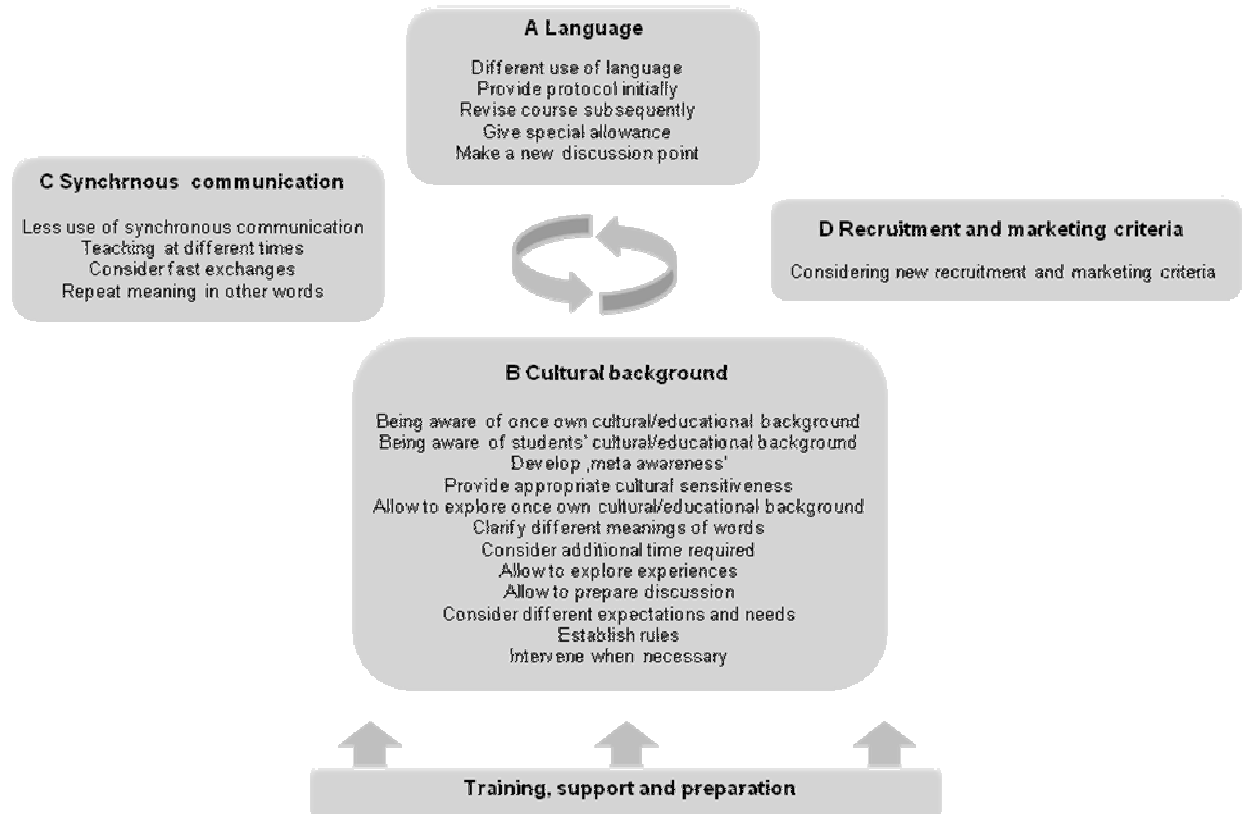 A Language
Different use of language
Provide protocol initially
Revise course subsequently
Give special allowance
Make a new discussion point
C Synchrnous communication
Less use of synchronous communication
Teaching at different times
Consider fast exchanges
Repeat meaning in other words
D Recruitment and marketing criteria
Considering new recruitment and marketing criteria
B Cultural background
Being aware of once own cultural/educational background
Being aware of students' cultural/educational background
Develop ‚meta awareness'
Provide appropriate cultural sensitiveness
Allow to explore once own cultural/educational background
Clarify different meanings of words
Consider additional time required
Allow to explore experiences
Allow to prepare discussion
Consider different expectations and needs
Establish rules
Intervene when necessary
Training, support and preparation